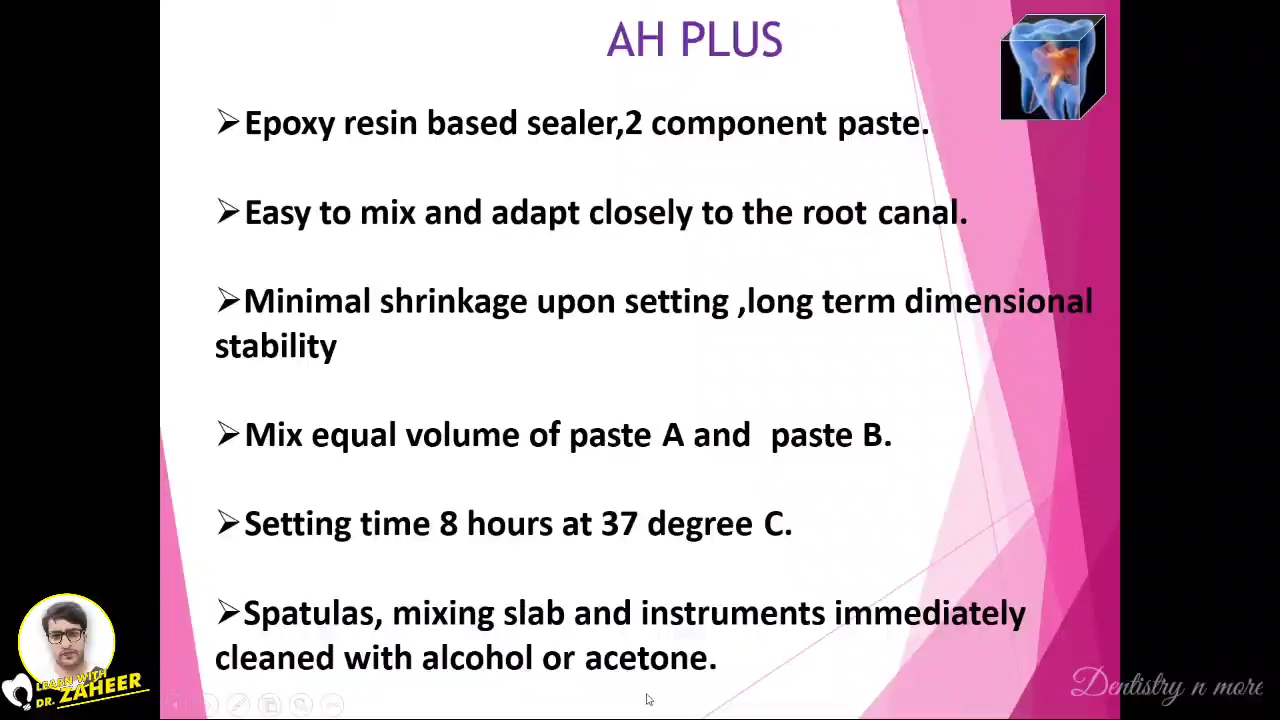 AH PLUS
➢Epoxy resin based sealer,2 component paste.
➢Easy to mix and adapt closely to the root canal.
➢Minimal shrinkage upon setting ,long term dimensional
stability
➢Mix equal volume of paste A and  paste B.
➢Setting time 8 hours at 37 degree C.
➢Spatulas, mixing slab and instruments immediately
cleaned with alcohol or acetone.
LEARN WITH
DR. ZAHEER
Dentistry n more